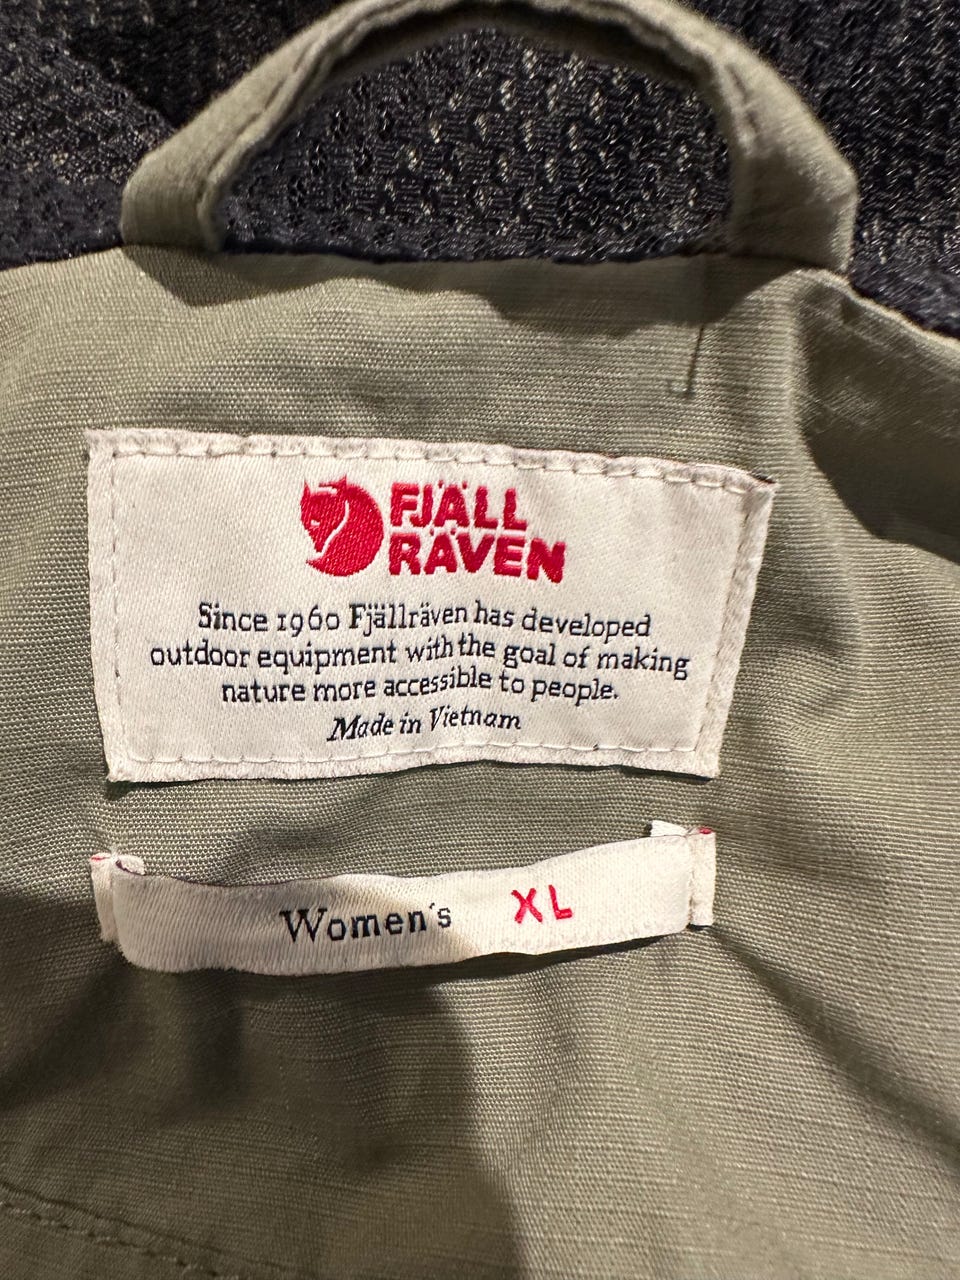 FJÄLL
RÄVEN
Since 1960 Fjällräven has developed
outdoor equipment with the goal of making
nature more accessible to people.
Made in Vietnam
Women's XL